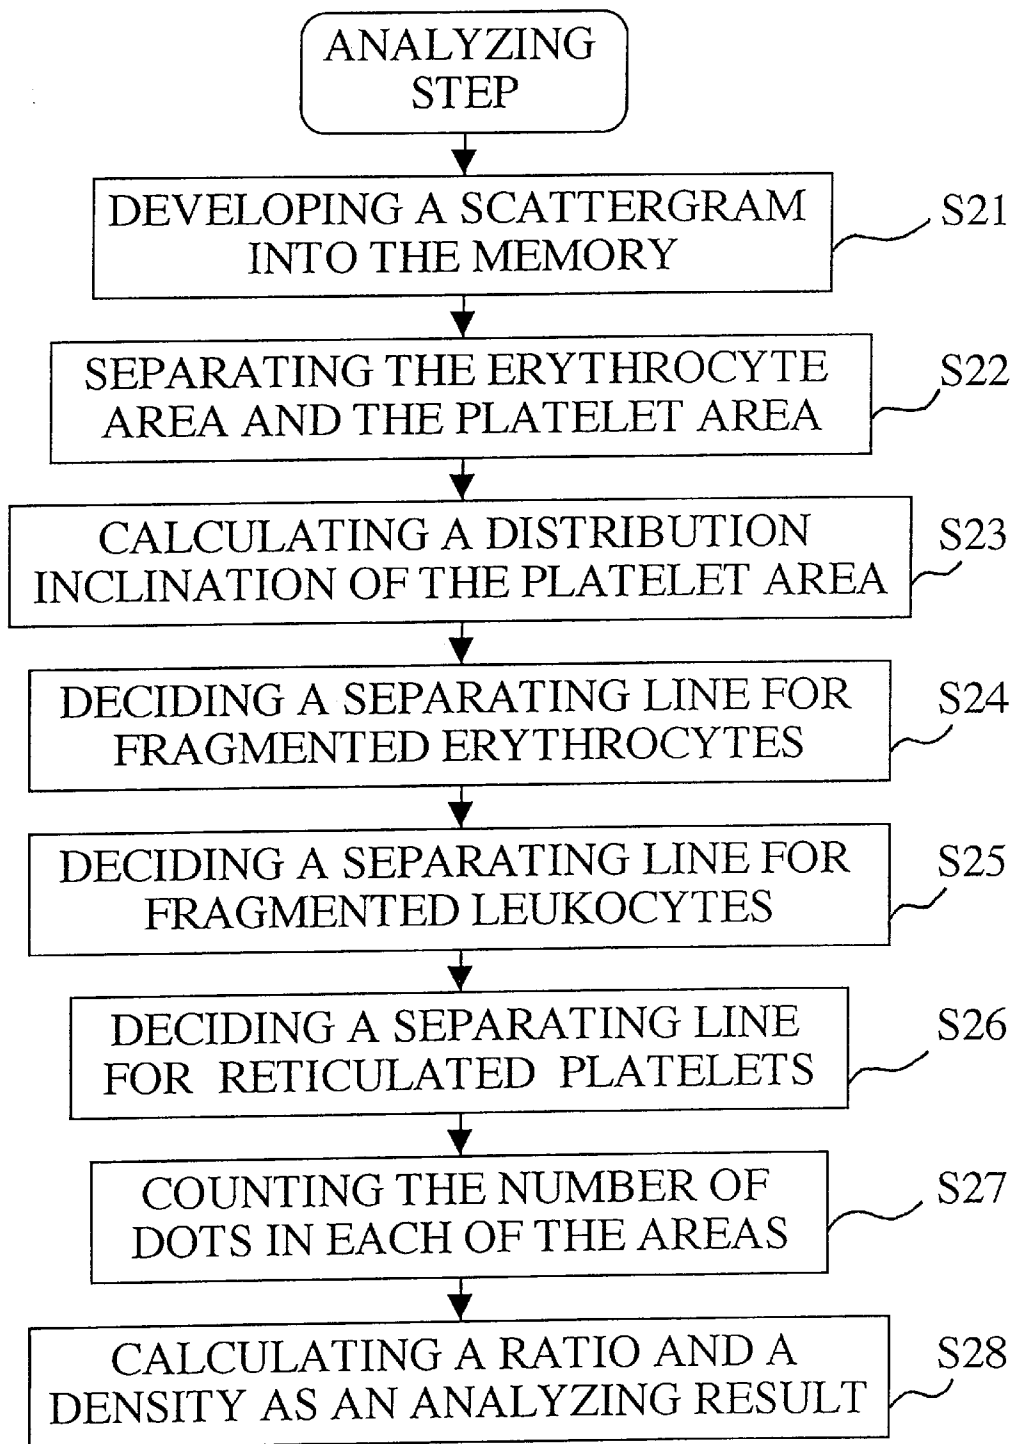 ANALYZING
STEP
DEVELOPING A SCATTERGRAM
INTO THE MEMORY
S21
SEPARATING THE ERYTHROCYTE
AREA AND THE PLATELET AREA
S22
CALCULATING A DISTRIBUTION
INCLINATION OF THE PLATELET AREA
S23
DECIDING A SEPARATING LINE FOR
FRAGMENTED ERYTHROCYTES
S24
DECIDING A SEPARATING LINE FOR
FRAGMENTED LEUKOCYTES
S25
DECIDING A SEPARATING LINE
FOR RETICULATED PLATELETS
S26
COUNTING THE NUMBER OF
DOTS IN EACH OF THE AREAS
S27
CALCULATING A RATIO AND A
DENSITY AS AN ANALYZING RESULT
S28